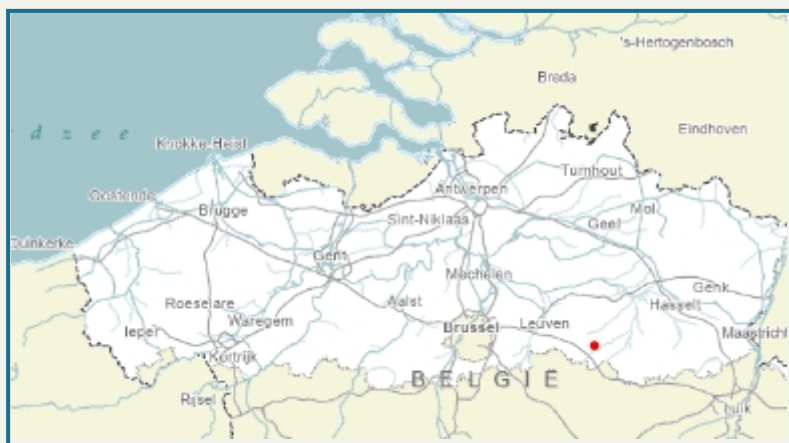 's-Hertogenbosch
Breda
Eindhoven
dzee
Knokke-Heist
Turnhout
Antwerpen
Oostende
Brugge
Sint-Niklaas
Geel
Mol
Duinkerke
Gent
Mechelen
Genk
Roeselare
Aalst
Hasselt
Ieper
Waregem
Brussel
Leuven
Maastricht
Kortrijk
BELGIË
Rijsel
Luik